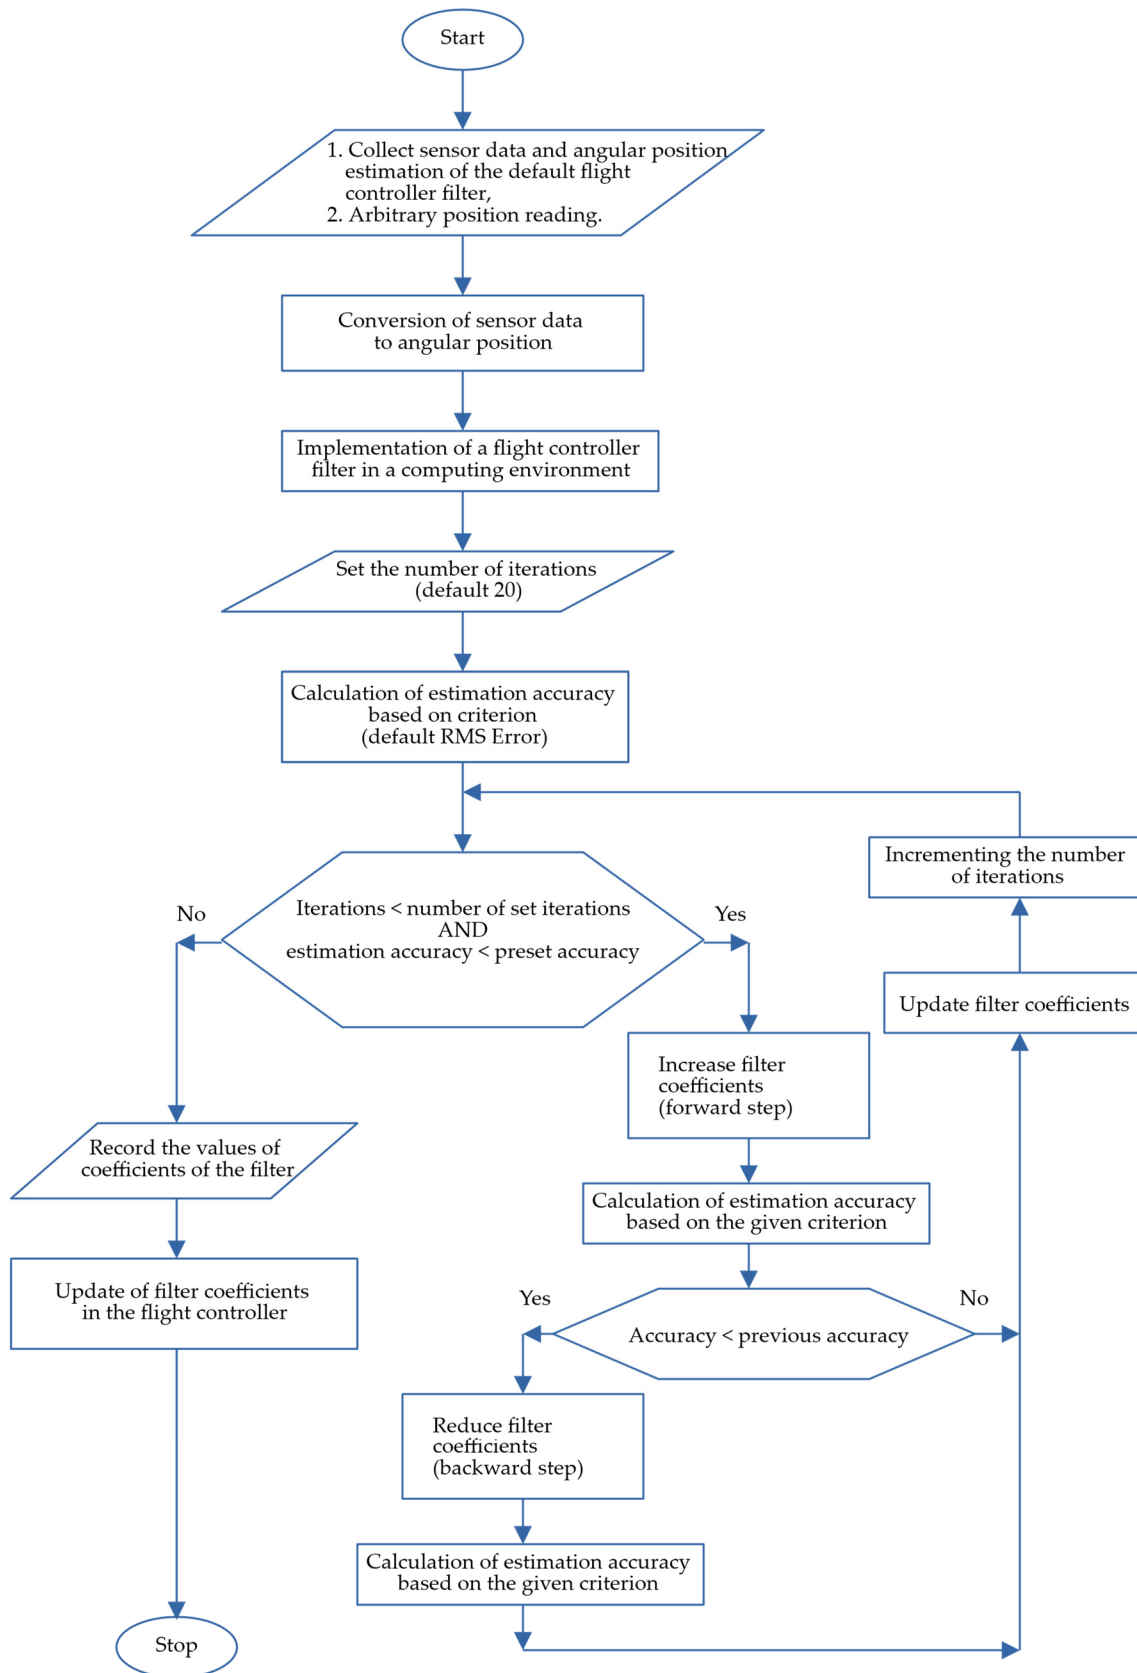 Start
1. Collect sensor data and angular position
estimation of the default flight
controller filter,
2. Arbitrary position reading.
Conversion of sensor data
to angular position
Implementation of a flight controller
filter in a computing environment
Set the number of iterations
(default 20)
Calculation of estimation accuracy
based on criterion
(default RMS Error)
Incrementing the number
of iterations
No
Iterations < number of set iterations
AND
estimation accuracy < preset accuracy
Yes
Update filter coefficients
Increase filter
coefficients
(forward step)
Record the values of
coefficients of the filter
Calculation of estimation accuracy
based on the given criterion
Update of filter coefficients
in the flight controller
Yes
Accuracy < previous accuracy
No
Reduce filter
coefficients
(backward step)
Calculation of estimation accuracy
based on the given criterion
Stop